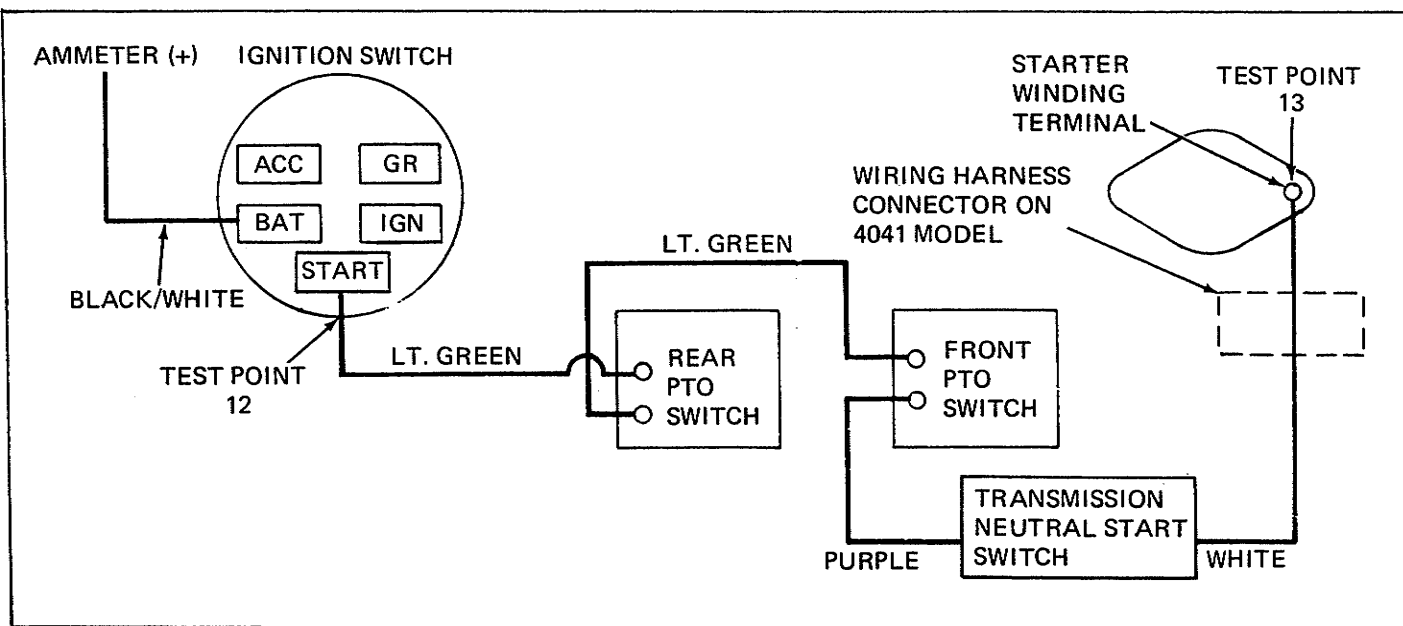 AMMETER (+)
IGNITION SWITCH
ACC
GR
BAT
IGN
START
BLACK/WHITE
TEST POINT
12
LT. GREEN
LT. GREEN
REAR
PTO
SWITCH
FRONT
PTO
SWITCH
STARTER
WINDING
TERMINAL
TEST POINT
13
WIRING HARNESS
CONNECTOR ON
4041 MODEL
PURPLE
TRANSMISSION
NEUTRAL START
SWITCH
WHITE